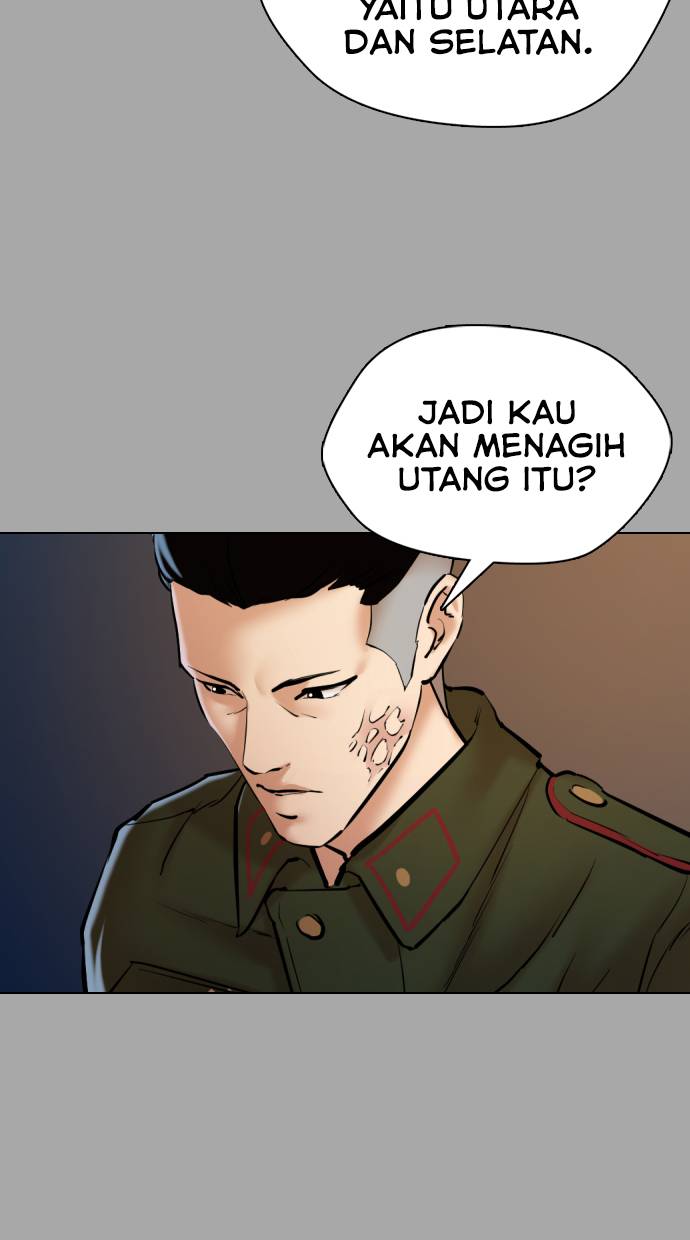 YAITU UTARA
DAN SELATAN.
JADI KAU
AKAN MENAGIH
UTANG ITU?